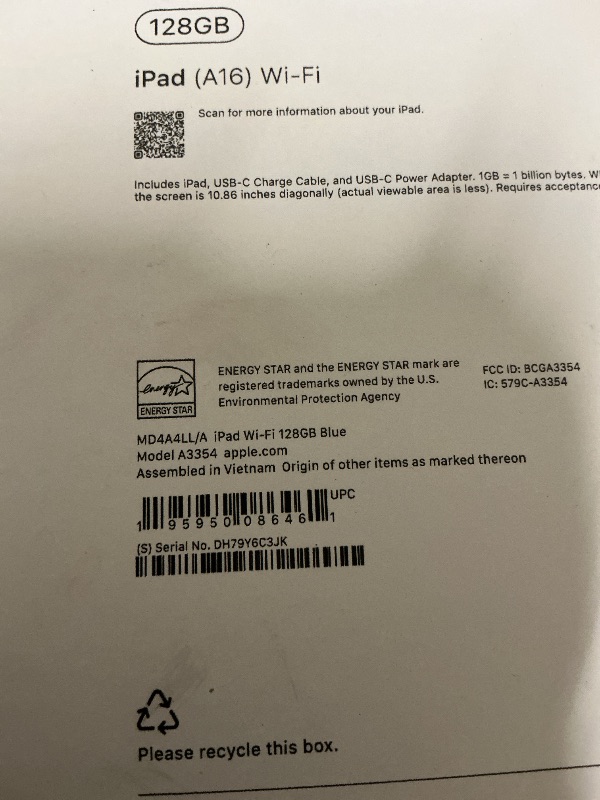 128GB
iPad (A16) Wi-Fi
Scan for more information about your iPad.
Includes iPad, USB-C Charge Cable, and USB-C Power Adapter. 1GB = 1 billion bytes.
the screen is 10.86 inches diagonally (actual viewable area is less). Requires acceptance
energy
ENERGY STAR
ENERGY STAR and the ENERGY STAR mark are
registered trademarks owned by the U.S.
Environmental Protection Agency
FCC ID: BCGA3354
IC: 579C-A3354
MD4A4LL/A iPad Wi-Fi 128GB Blue
Model A3354 apple.com
Assembled in Vietnam Origin of other items as marked thereon
UPC
1 95950 08646 1
(S) Serial No. DH79Y6C3JK
Please recycle this box.